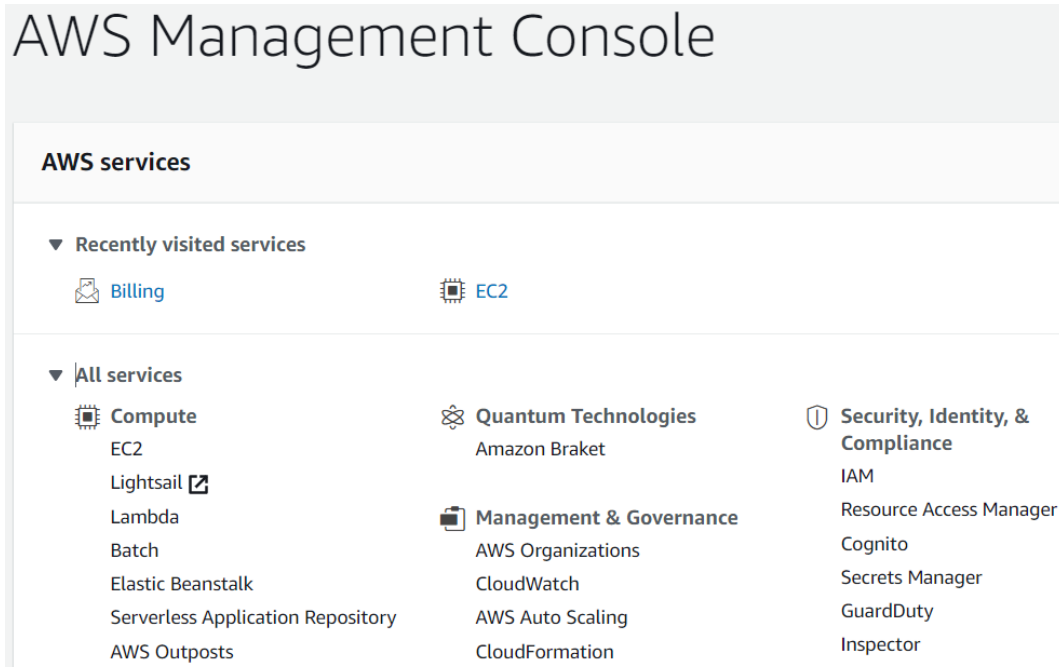 AWS Management Console
AWS services
Recently visited services
Billing
EC2
All services
Compute
EC2
Lightsail
Lambda
Batch
Elastic Beanstalk
Serverless Application Repository
AWS Outposts
Quantum Technologies
Amazon Braket
Management & Governance
AWS Organizations
CloudWatch
AWS Auto Scaling
CloudFormation
Security, Identity, &
Compliance
IAM
Resource Access Manager
Cognito
Secrets Manager
GuardDuty
Inspector